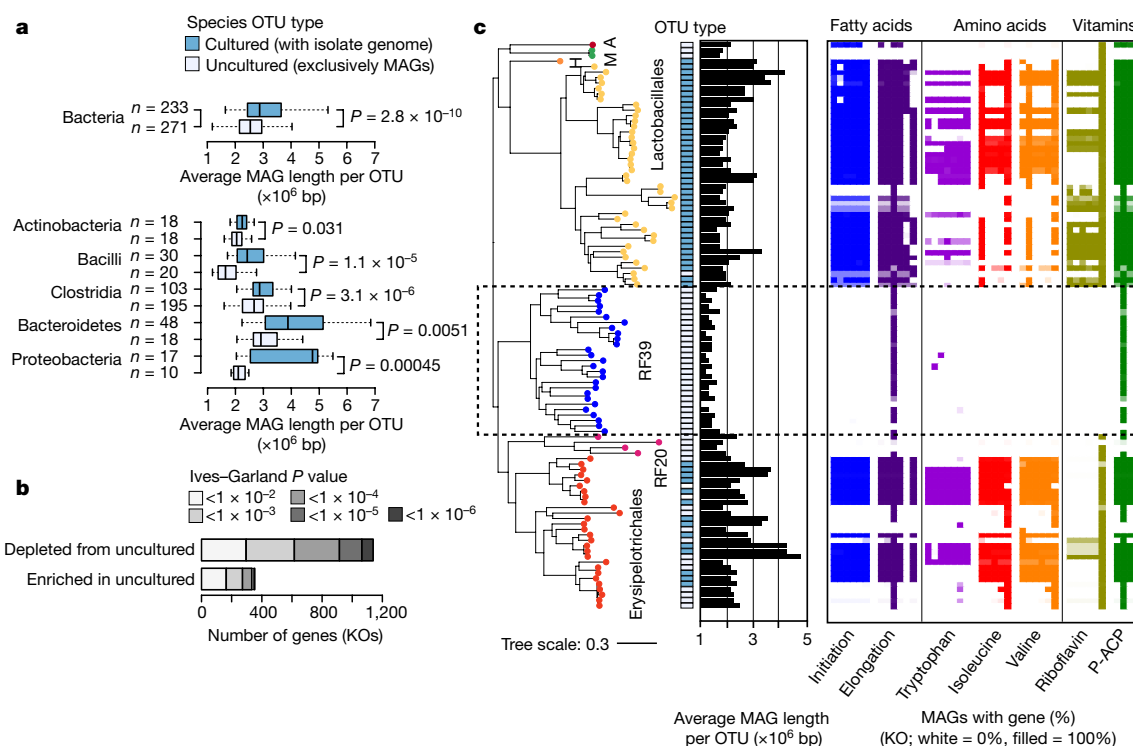 a
Species OTU type
Cultured (with isolate genome)
Uncultured (exclusively MAGs)
Bacteria
n = 233
n = 271
P = 2.8 × 10⁻¹⁰
1 2 3 4 5 6 7
Average MAG length per OTU
(×10⁶ bp)
Actinobacteria n = 18
n = 18
P = 0.031
Bacilli n = 30
n = 20
P = 1.1 × 10⁻⁵
Clostridia n = 103
n = 195
P = 3.1 × 10⁻⁶
Bacteroidetes n = 48
n = 18
P = 0.0051
Proteobacteria n = 17
n = 10
P = 0.00045
1 2 3 4 5 6 7
Average MAG length per OTU
(×10⁶ bp)
b
Ives–Garland P value
<1 × 10⁻² <1 × 10⁻⁴
<1 × 10⁻³ <1 × 10⁻⁵ <1 × 10⁻⁶
Depleted from uncultured
Enriched in uncultured
0 400 1,130
Number of genes (KOs)
c
OTU type
Fatty acids Amino acids Vitamins
A
M
H
Lactobacillales
RF39
RF20
Erysipelotrichales
Tree scale: 0.3
1 3 5
Average MAG length
per OTU (×10⁶ bp)
Initiation
Elongation
Tryptophan
Isoleucine
Valine
Riboflavin
P-ACP
MAGs with gene (%)
(KO; white = 0%, filled = 100%)